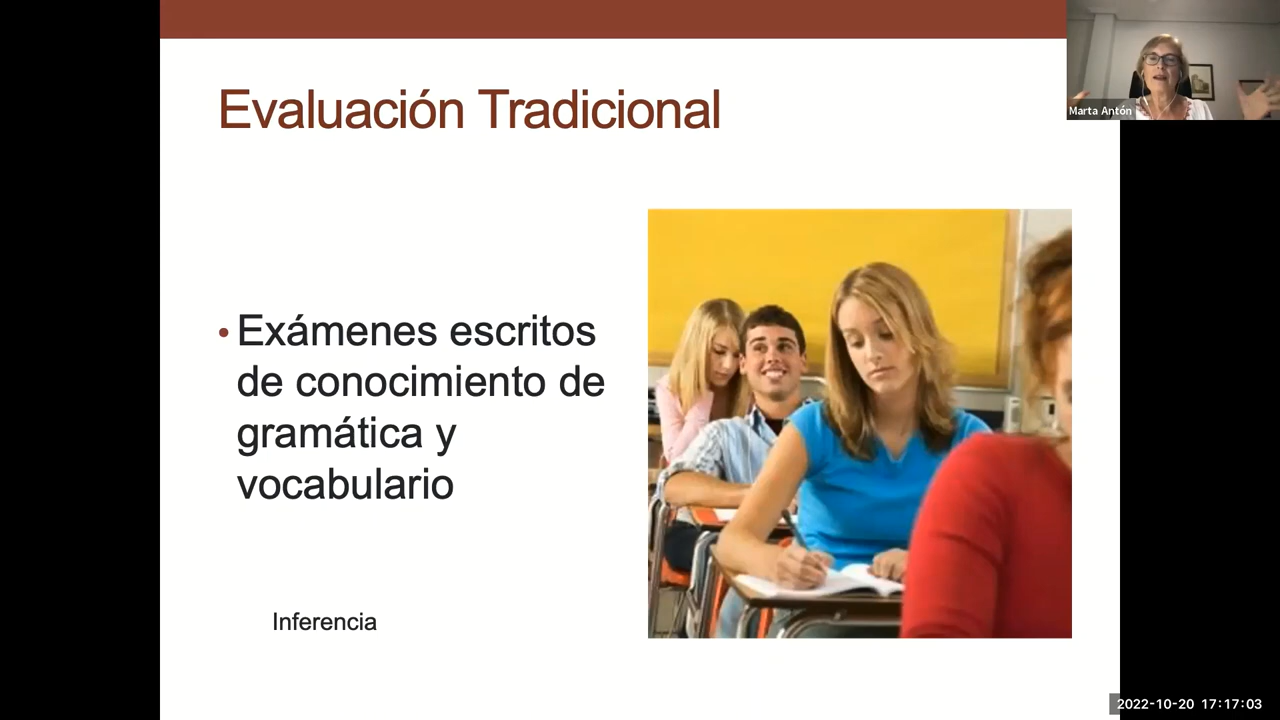 Evaluación Tradicional
Marta Antón
• Exámenes escritos
de conocimiento de
gramática y
vocabulario
Inferencia
2022-10-20 17:17:03